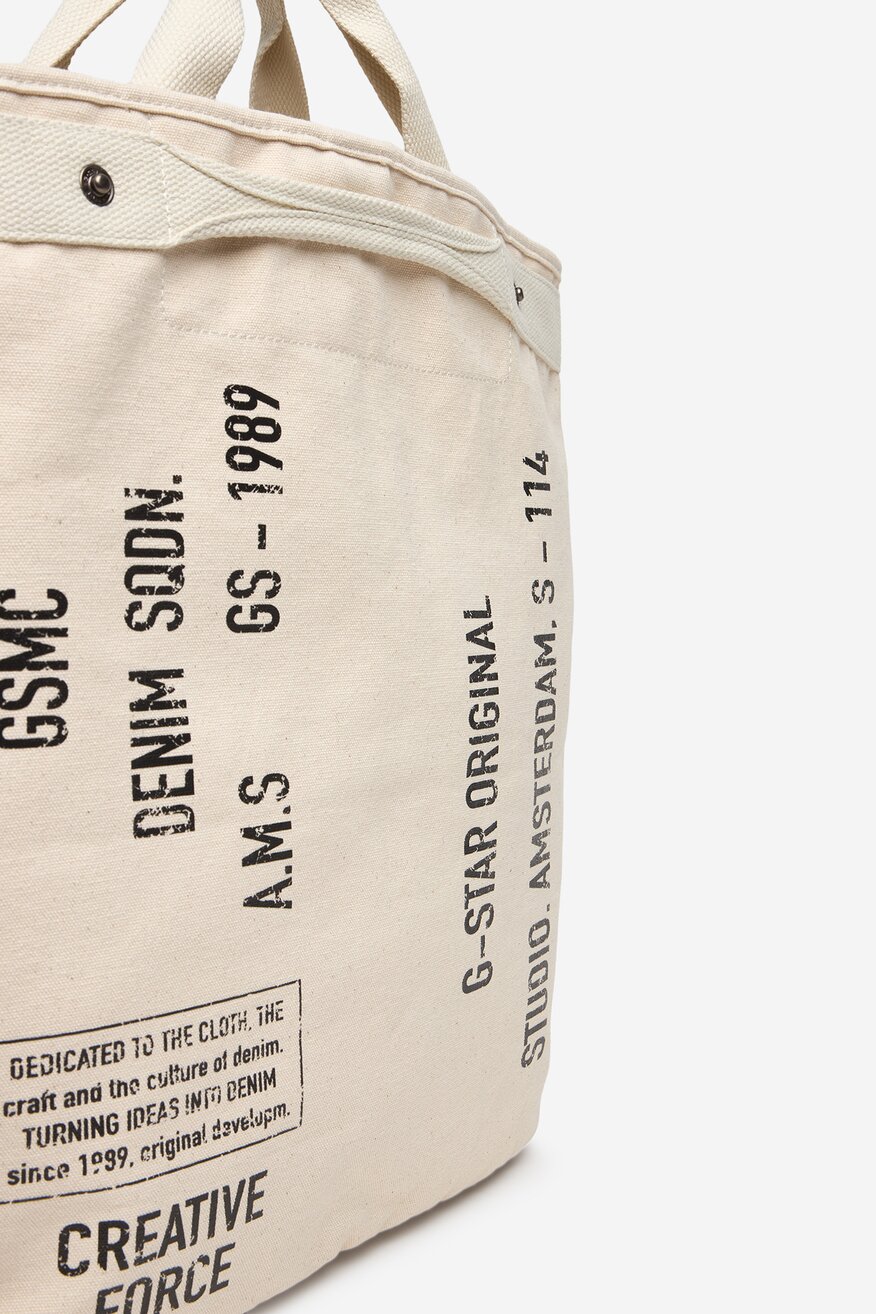 GSMC
DENIM SQDN.
A.M.S GS-1989
G-STAR ORIGINAL
STUDIO. AMSTERDAM. S-114
DEDICATED TO THE CLOTH, THE
craft and the culture of denim.
TURNING IDEAS INTO DENIM
since 1989, original developm.
CREATIVE
FORCE